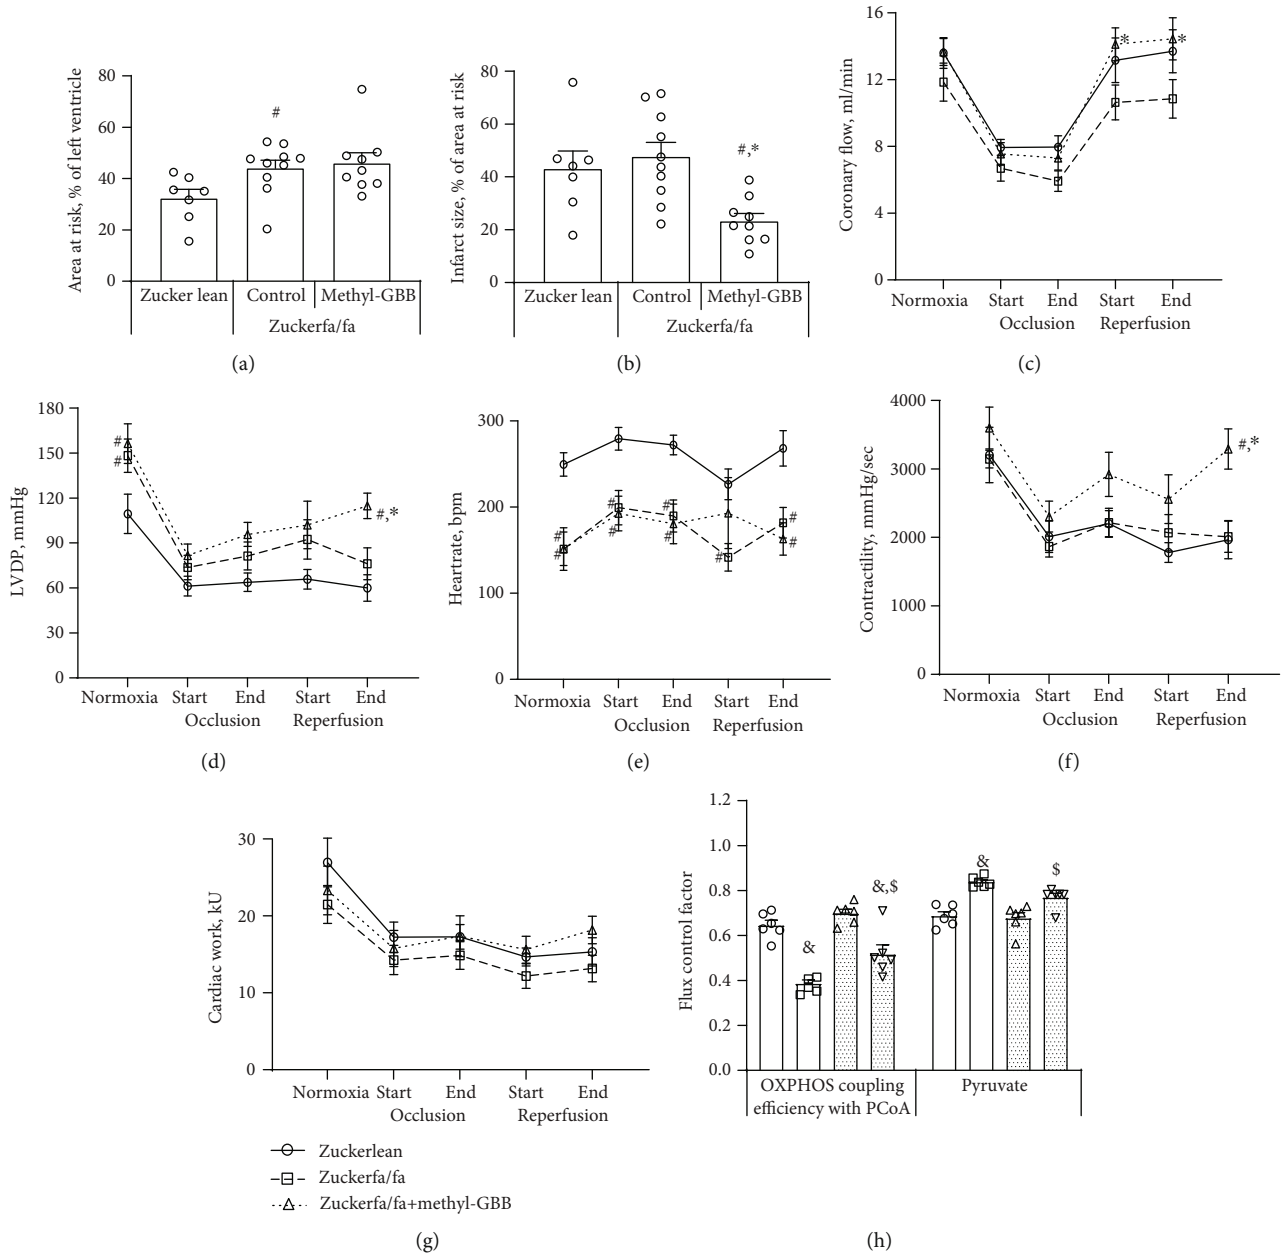 Area at risk, % of left ventricle
80
60
40
20
0
#
Zucker lean
Control
Methyl-GBB
Zuckerfa/fa
(a)
Infarct size, % of area at risk
80
60
40
20
0
#,*
Zucker lean
Control
Methyl-GBB
Zuckerfa/fa
(b)
Coronary flow, ml/min
16
12
8
4
0
*
*
Normoxia
Start
End
Start
End
Occlusion
Reperfusion
(c)
LVDP, mmHg
180
150
120
90
60
30
0
#
#
#,*
Normoxia
Start
End
Start
End
Occlusion
Reperfusion
(d)
Heartrate, bpm
300
200
100
0
#
#
#
#
#
#
#
#
#
Normoxia
Start
End
Start
End
Occlusion
Reperfusion
(e)
Contractility, mmHg/sec
4000
3000
2000
1000
0
#,*
Normoxia
Start
End
Start
End
Occlusion
Reperfusion
(f)
Cardiac work, kU
30
20
10
0
Normoxia
Start
End
Start
End
Occlusion
Reperfusion
Zuckerlean
Zuckerfa/fa
Zuckerfa/fa+methyl-GBB
(g)
Flux control factor
1.2
1.0
0.8
0.6
0.4
0.2
0.0
&
&,$
&
$
OXPHOS coupling
efficiency with PCoA
Pyruvate
(h)